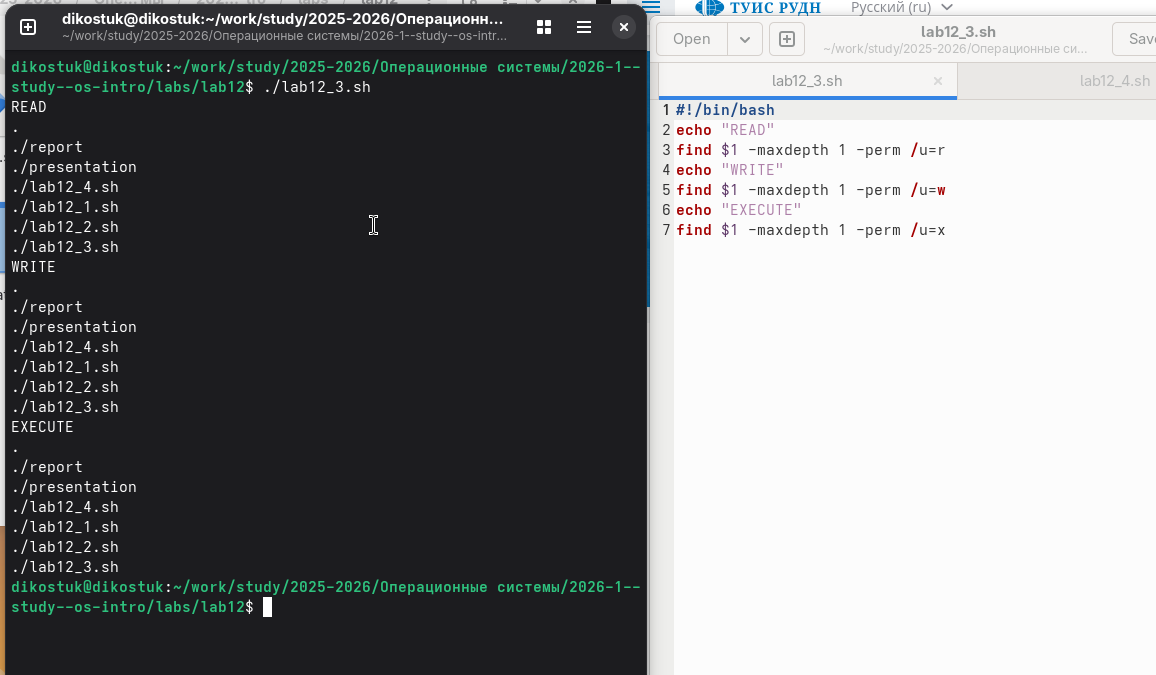 dikostuk@dikostuk:~/work/study/2025-2026/Операционн...
~/work/study/2025-2026/Операционные системы/2026-1--study--os-intr...
dikostuk@dikostuk:~/work/study/2025-2026/Операционные системы/2026-1--
study--os-intro/labs/lab12$ ./lab12_3.sh
READ
.
./report
./presentation
./lab12_4.sh
./lab12_1.sh
./lab12_2.sh
./lab12_3.sh
WRITE
.
./report
./presentation
./lab12_4.sh
./lab12_1.sh
./lab12_2.sh
./lab12_3.sh
EXECUTE
.
./report
./presentation
./lab12_4.sh
./lab12_1.sh
./lab12_2.sh
./lab12_3.sh
dikostuk@dikostuk:~/work/study/2025-2026/Операционные системы/2026-1--
study--os-intro/labs/lab12$
ТУИС РУДН
Русский (ru)
Open
lab12_3.sh
~/work/study/2025-2026/Операционные си...
lab12_3.sh
lab12_4.sh
1 #!/bin/bash
2 echo "READ"
3 find $1 -maxdepth 1 -perm /u=r
4 echo "WRITE"
5 find $1 -maxdepth 1 -perm /u=w
6 echo "EXECUTE"
7 find $1 -maxdepth 1 -perm /u=x